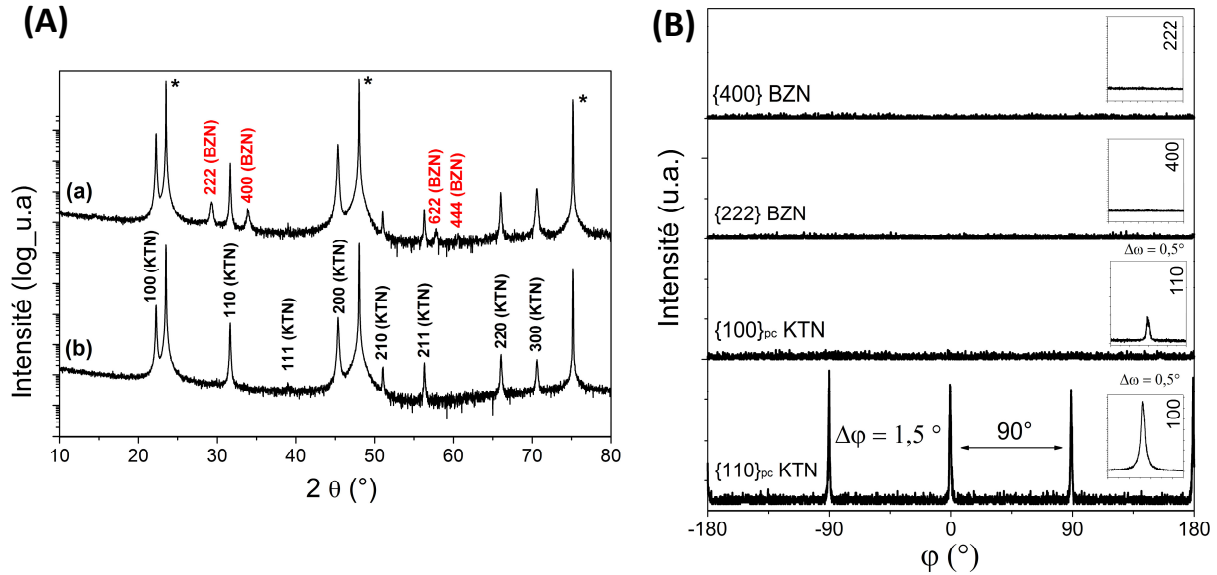 (A)
Intensité (log_u.a)
(a)
*
*
*
222 (BZN)
400 (BZN)
622 (BZN)
444 (BZN)
(b)
100 (KTN)
110 (KTN)
111 (KTN)
200 (KTN)
210 (KTN)
211 (KTN)
220 (KTN)
300 (KTN)
10 20 30 40 50 60 70 80
2 θ (°)
(B)
Intensité (u.a.)
{400} BZN
222
{222} BZN
400
{100}pc KTN
Δω = 0,5°
110
{110}pc KTN
Δφ = 1,5 °
90°
Δω = 0,5°
100
-180 -90 0 90 180
φ (°)